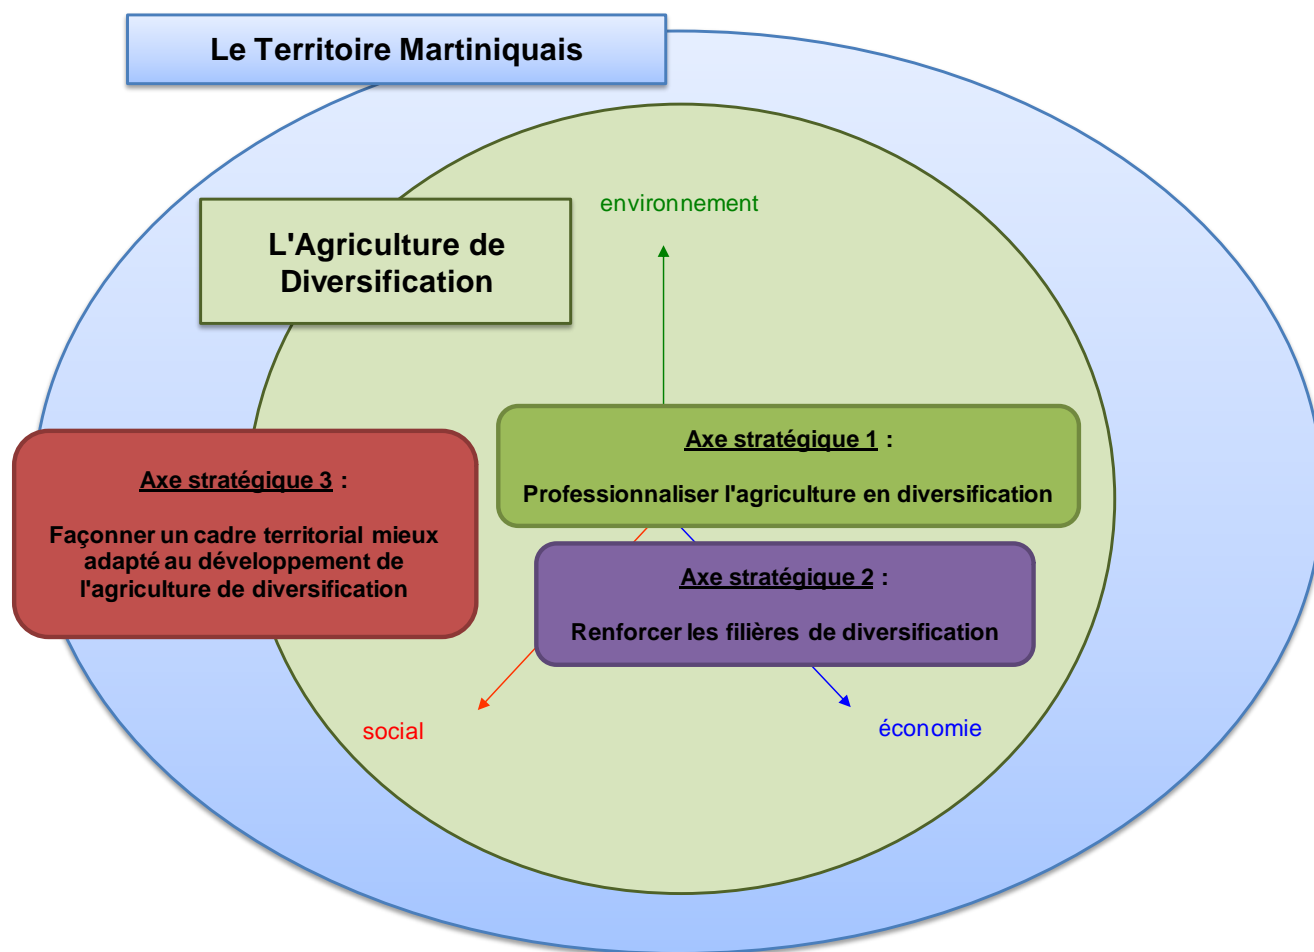 Le Territoire Martiniquais
L'Agriculture de
Diversification
environnement
Axe stratégique 1 :
Professionnaliser l'agriculture en diversification
Axe stratégique 3 :
Façonner un cadre territorial mieux
adapté au développement de
l'agriculture de diversification
Axe stratégique 2 :
Renforcer les filières de diversification
social
économie